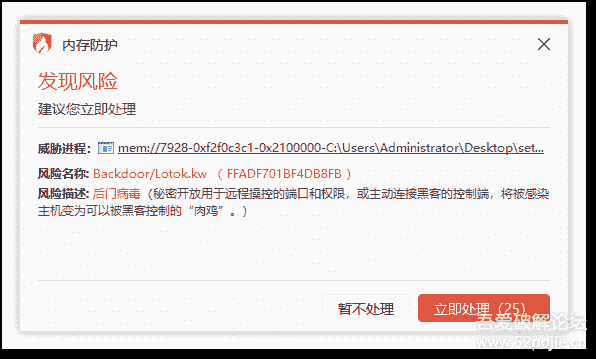 内存防护
发现风险
建议您立即处理
威胁进程: mem://7928-0xf2f0c3c1-0x2100000-C:\Users\Administrator\Desktop\set...
风险名称: Backdoor/Lotok.kw （ FFADF701BF4DB8FB ）
风险描述: 后门病毒（秘密开放用于远程操控的端口和权限，或主动连接黑客的控制端，将被感染
主机变为可以被黑客控制的“肉鸡”。）
暂不处理
立即处理（25）
吾爱破解论坛
www.52pojie.cn